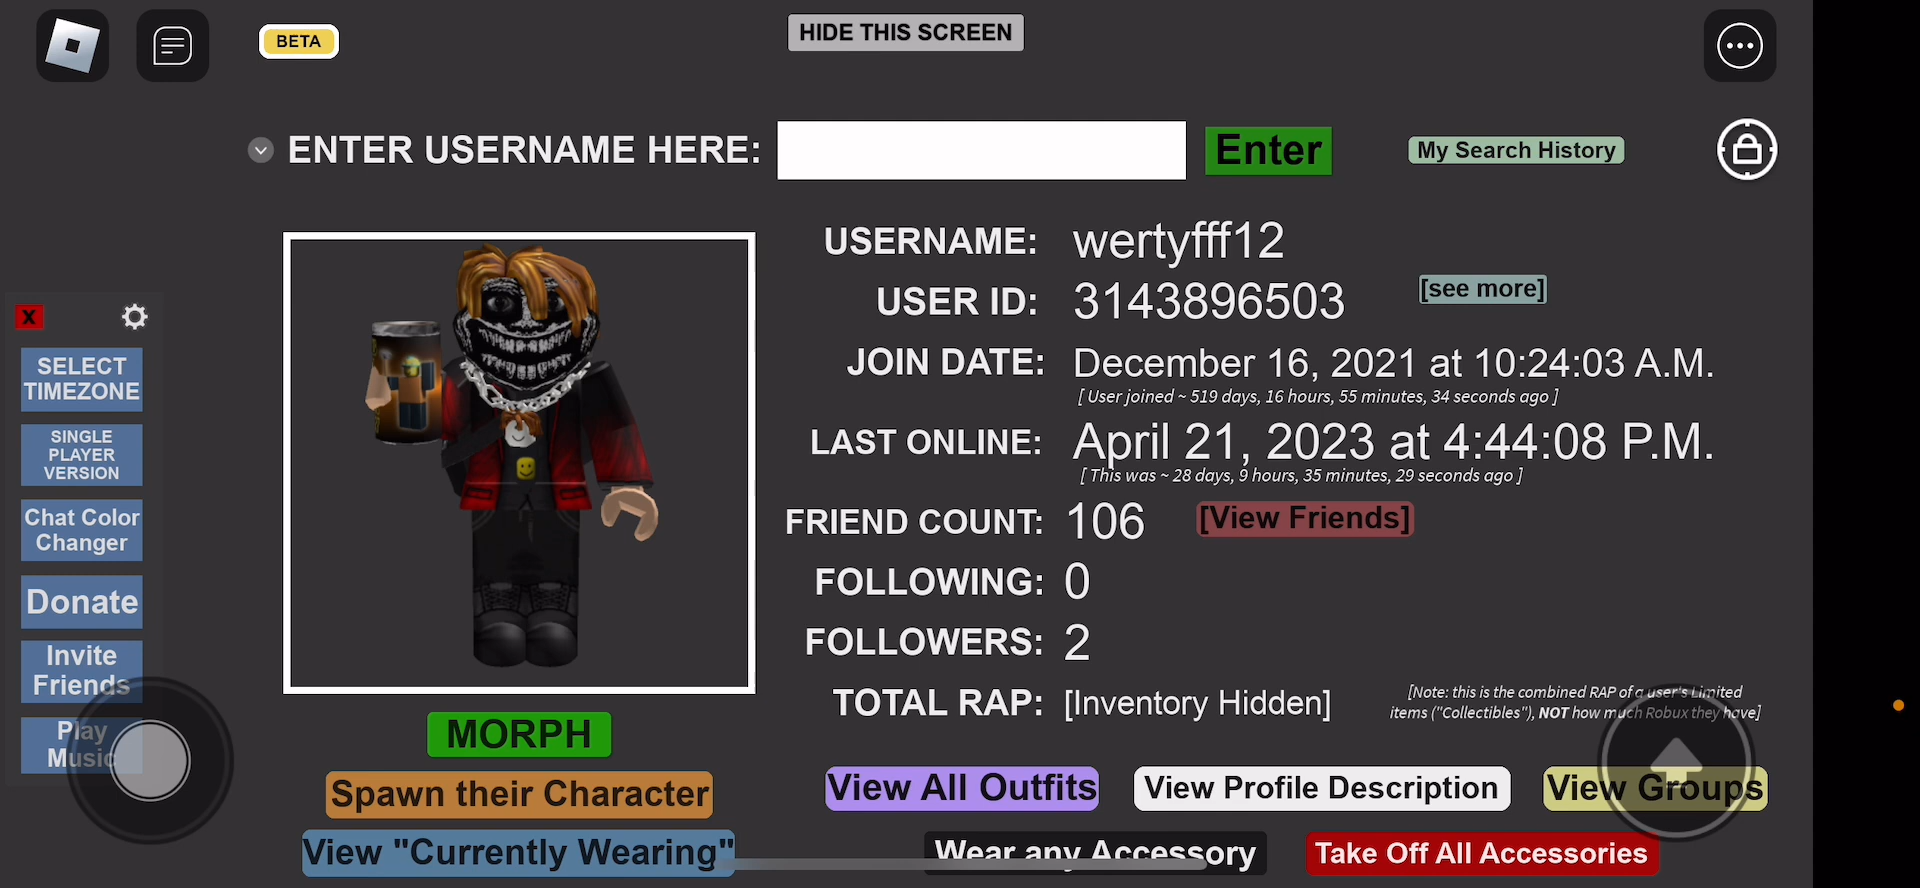 BETA
HIDE THIS SCREEN
ENTER USERNAME HERE:
Enter
My Search History
USERNAME: wertyfff12
USER ID: 3143896503
[see more]
JOIN DATE: December 16, 2021 at 10:24:03 A.M.
[ User joined ~ 519 days, 16 hours, 55 minutes, 34 seconds ago ]
LAST ONLINE: April 21, 2023 at 4:44:08 P.M.
[ This was ~ 28 days, 9 hours, 35 minutes, 29 seconds ago ]
FRIEND COUNT: 106
[View Friends]
FOLLOWING: 0
FOLLOWERS: 2
TOTAL RAP: [Inventory Hidden]
[Note: this is the combined RAP of a user's Limited
items ("Collectibles"), NOT how much Robux they have]
X
SELECT
TIMEZONE
SINGLE
PLAYER
VERSION
Chat Color
Changer
Donate
Invite
Friends
Play
Music
MORPH
Spawn their Character
View "Currently Wearing"
View All Outfits
View Profile Description
View Groups
Wear any Accessory
Take Off All Accessories